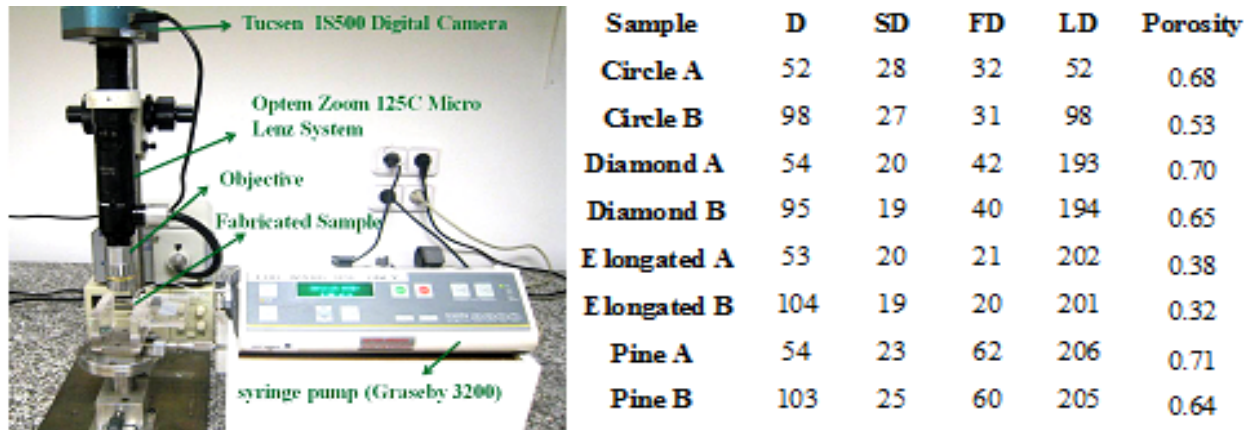 Tucsen IS500 Digital Camera
Optem Zoom 125C Micro
Lenz System
Objective
Fabricated Sample
syringe pump (Graseby 3200)
Sample D SD FD LD Porosity
Circle A 52 28 32 52 0.68
Circle B 98 27 31 98 0.53
Diamond A 54 20 42 193 0.70
Diamond B 95 19 40 194 0.65
Elongated A 53 20 21 202 0.38
Elongated B 104 19 20 201 0.32
Pine A 54 23 62 206 0.71
Pine B 103 25 60 205 0.64